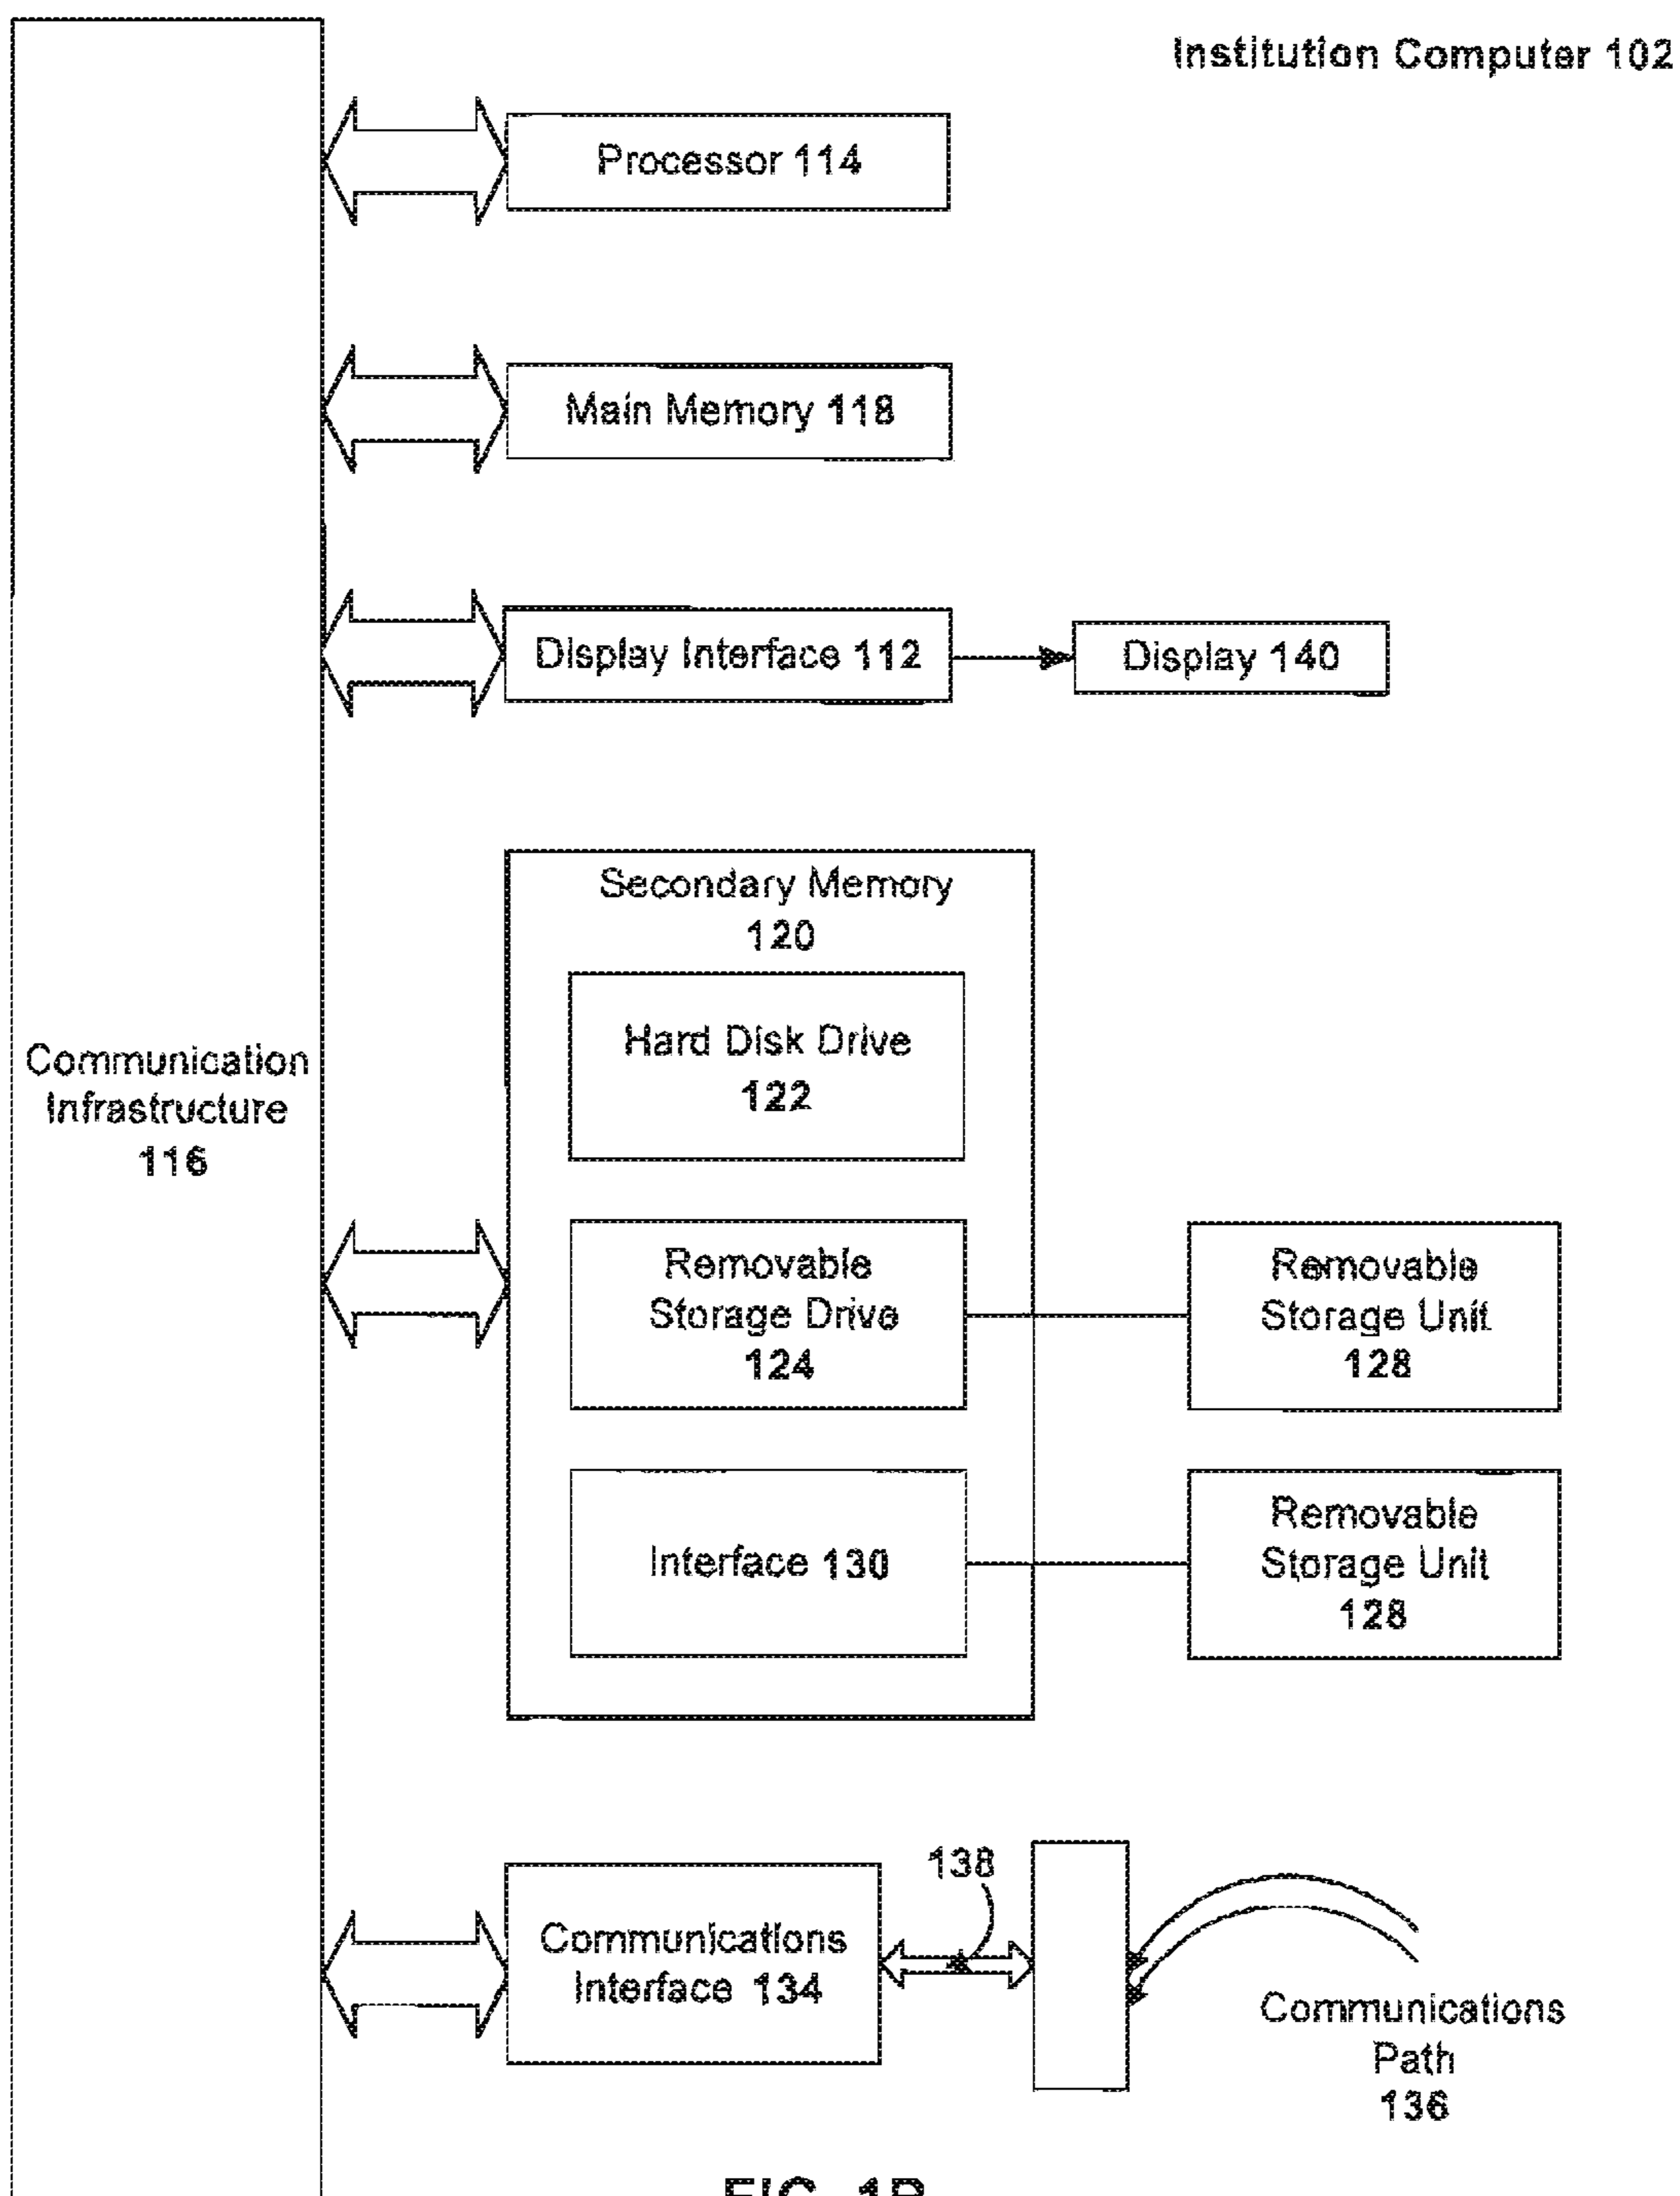 Institution Computer 102
Processor 114
Main Memory 118
Display Interface 112
Display 140
Secondary Memory
120
Hard Disk Drive
122
Communication
Infrastructure
116
Removable
Storage Drive
124
Removable
Storage Unit
128
Interface 130
Removable
Storage Unit
128
138
Communications
Interface 134
Communications
Path
136
FIG. 1B